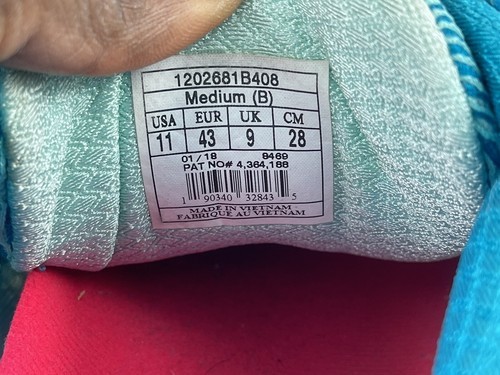 1202681B408
Medium (B)
USA EUR UK CM
11 43 9 28
01/18 8469
PAT NO# 4,364,188
1 90340 32843 5
MADE IN VIETNAM
FABRIQUE AU VIETNAM